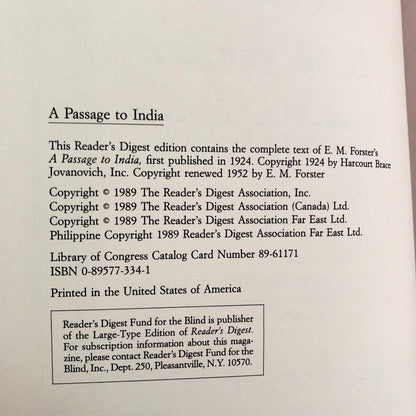 A Passage to India
This Reader's Digest edition contains the complete text of E. M. Forster's
A Passage to India, first published in 1924. Copyright 1924 by Harcourt Brace
Jovanovich, Inc. Copyright renewed 1952 by E. M. Forster
Copyright © 1989 The Reader's Digest Association, Inc.
Copyright © 1989 The Reader's Digest Association (Canada) Ltd.
Copyright © 1989 The Reader's Digest Association Far East Ltd.
Philippine Copyright 1989 Reader's Digest Association Far East Ltd.
Library of Congress Catalog Card Number 89-61171
ISBN 0-89577-334-1
Printed in the United States of America
Reader's Digest Fund for the Blind is publisher
of the Large-Type Edition of Reader's Digest.
For subscription information about this maga-
zine, please contact Reader's Digest Fund for the
Blind, Inc., Dept. 250, Pleasantville, N.Y. 10570.